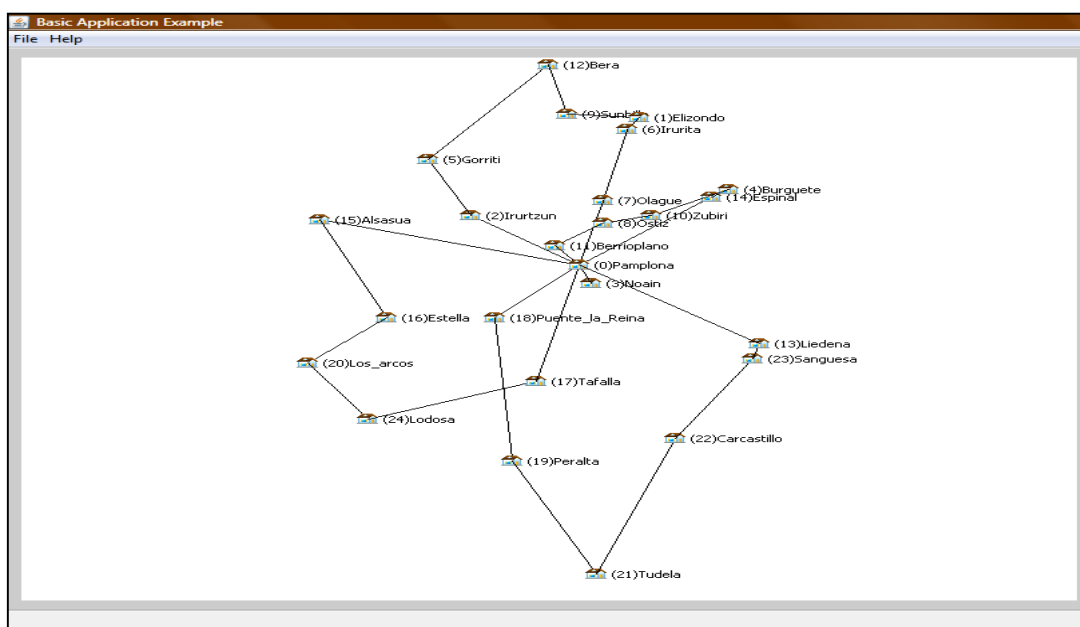 Basic Application Example
File Help
(12)Bera
(1)Elizondo
(6)Irurita
(5)Gorriti
(4)Burguete
(14)Espinal
(7)Olague
(2)Irurtzun
(10)Zubiri
(15)Alsasua
(8)Ostiz
(11)Berrioplano
(0)Pamplona
(3)Noain
(16)Estella
(18)Puente_la_Reina
(13)Liedena
(23)Sanguesa
(20)Los_arcos
(17)Tafalla
(24)Lodosa
(22)Carcastillo
(19)Peralta
(21)Tudela